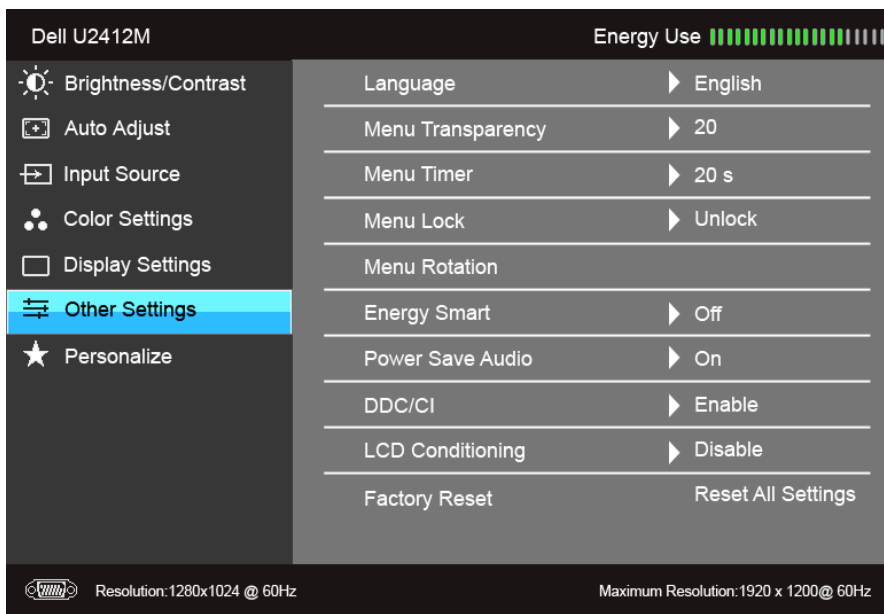 Dell U2412M Energy Use
Brightness/Contrast
Auto Adjust
Input Source
Color Settings
Display Settings
Other Settings
Personalize
Language English
Menu Transparency 20
Menu Timer 20 s
Menu Lock Unlock
Menu Rotation
Energy Smart Off
Power Save Audio On
DDC/CI Enable
LCD Conditioning Disable
Factory Reset Reset All Settings
Resolution:1280x1024 @ 60Hz Maximum Resolution:1920 x 1200@ 60Hz